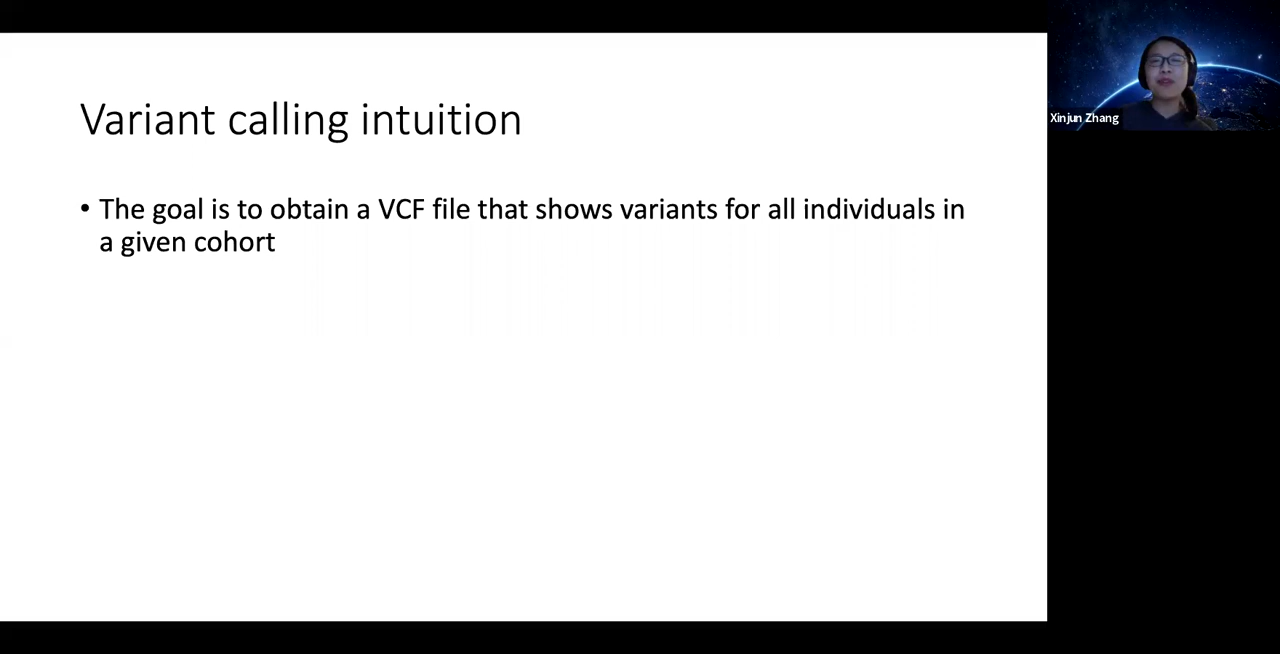 Variant calling intuition
• The goal is to obtain a VCF file that shows variants for all individuals in
a given cohort
Xinjun Zhang